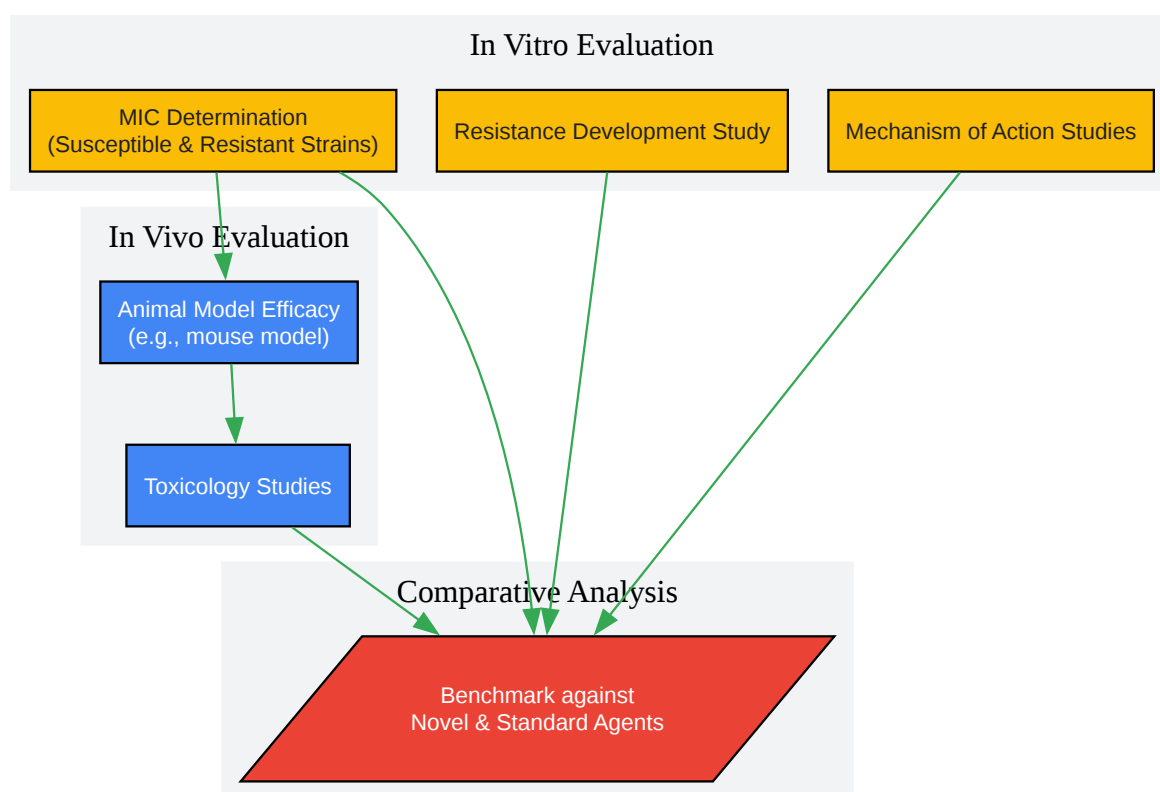 In Vitro Evaluation
MIC Determination
(Susceptible & Resistant Strains)
Resistance Development Study
Mechanism of Action Studies
In Vivo Evaluation
Animal Model Efficacy
(e.g., mouse model)
Toxicology Studies
Comparative Analysis
Benchmark against
Novel & Standard Agents